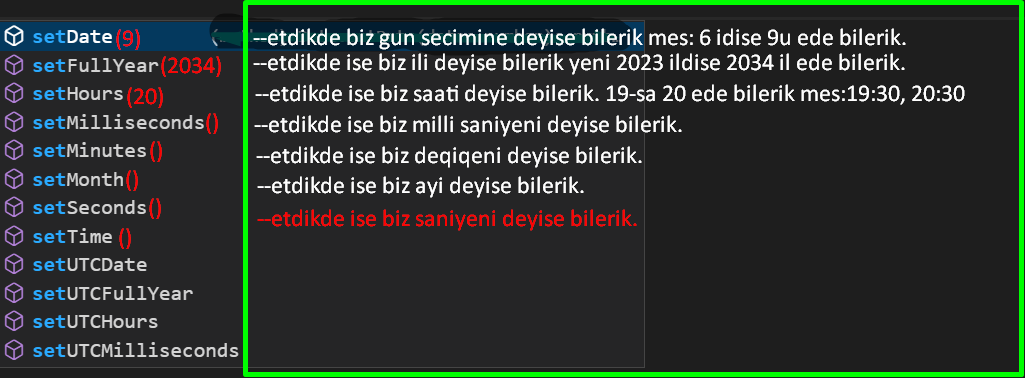 setDate(9) --etdikde biz gun secimine deyise bilerik mes: 6 idise 9u ede bilerik.
setFullYear(2034) --etdikde ise biz ili deyise bilerik yeni 2023 ildise 2034 il ede bilerik.
setHours(20) --etdikde ise biz saati deyise bilerik. 19-sa 20 ede bilerik mes:19:30, 20:30
setMilliseconds() --etdikde ise biz milli saniyeni deyise bilerik.
setMinutes() --etdikde ise biz deqiqeni deyise bilerik.
setMonth() --etdikde ise biz ayi deyise bilerik.
setSeconds() --etdikde ise biz saniyeni deyise bilerik.
setTime ()
setUTCDate
setUTCFullYear
setUTCHours
setUTCMilliseconds